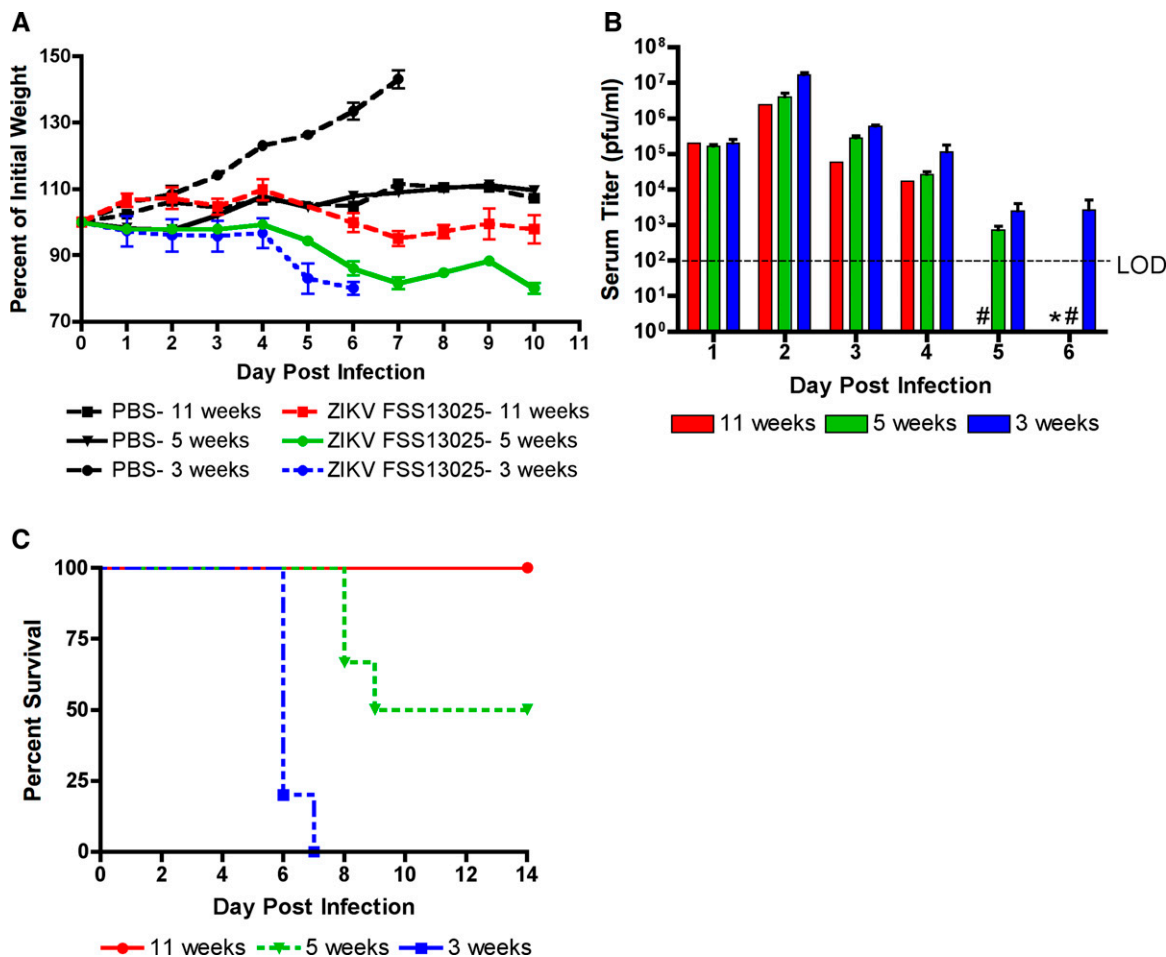 A
Percent of Initial Weight
150
130
110
90
70
0 1 2 3 4 5 6 7 8 9 10 11
Day Post Infection
PBS- 11 weeks
ZIKV FSS13025- 11 weeks
PBS- 5 weeks
ZIKV FSS13025- 5 weeks
PBS- 3 weeks
ZIKV FSS13025- 3 weeks
B
Serum Titer (pfu/ml)
10⁸
10⁷
10⁶
10⁵
10⁴
10³
10²
10¹
10⁰
LOD
# *#
1 2 3 4 5 6
Day Post Infection
11 weeks 5 weeks 3 weeks
C
Percent Survival
100
75
50
25
0
0 2 4 6 8 10 12 14
Day Post Infection
11 weeks 5 weeks 3 weeks